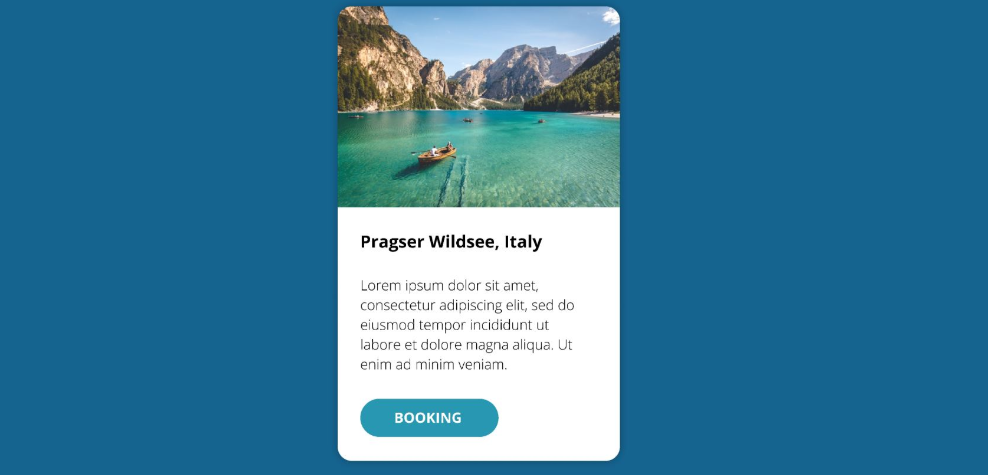 Pragser Wildsee, Italy
Lorem ipsum dolor sit amet,
consectetur adipiscing elit, sed do
eiusmod tempor incididunt ut
labore et dolore magna aliqua. Ut
enim ad minim veniam.
BOOKING